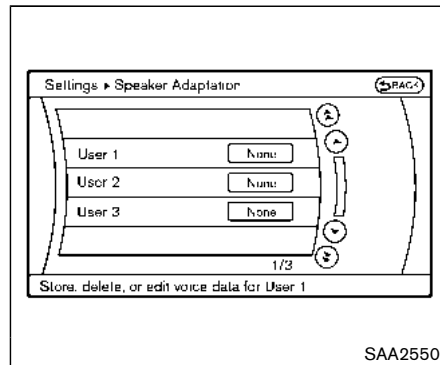 Settings ▸ Speaker Adaptation
BACK
User 1 None
User 2 None
User 3 None
1/3
Store, delete, or edit voice data for User 1
SAA2550